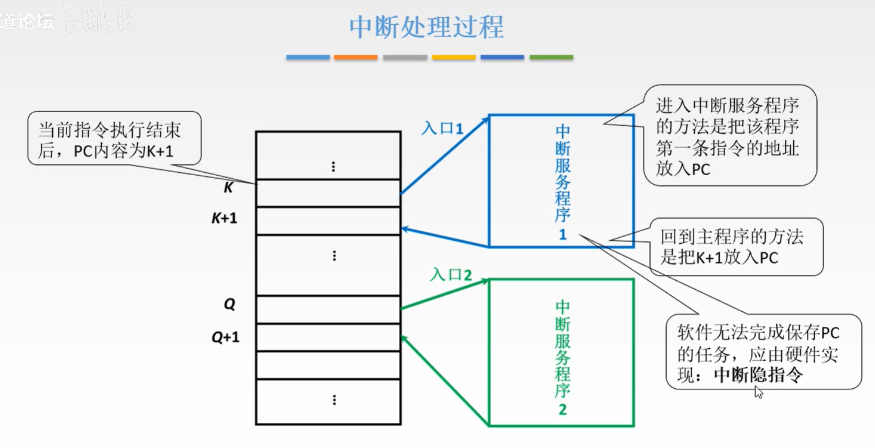 道论坛
中断处理过程
当前指令执行结束
后，PC内容为K+1
K
K+1
⋮
⋮
Q
Q+1
⋮
入口1
中断服务程序1
入口2
中断服务程序2
进入中断服务程序
的方法是把该程序
第一条指令的地址
放入PC
回到主程序的方法
是把K+1放入PC
软件无法完成保存PC
的任务，应由硬件实
现：中断隐指令